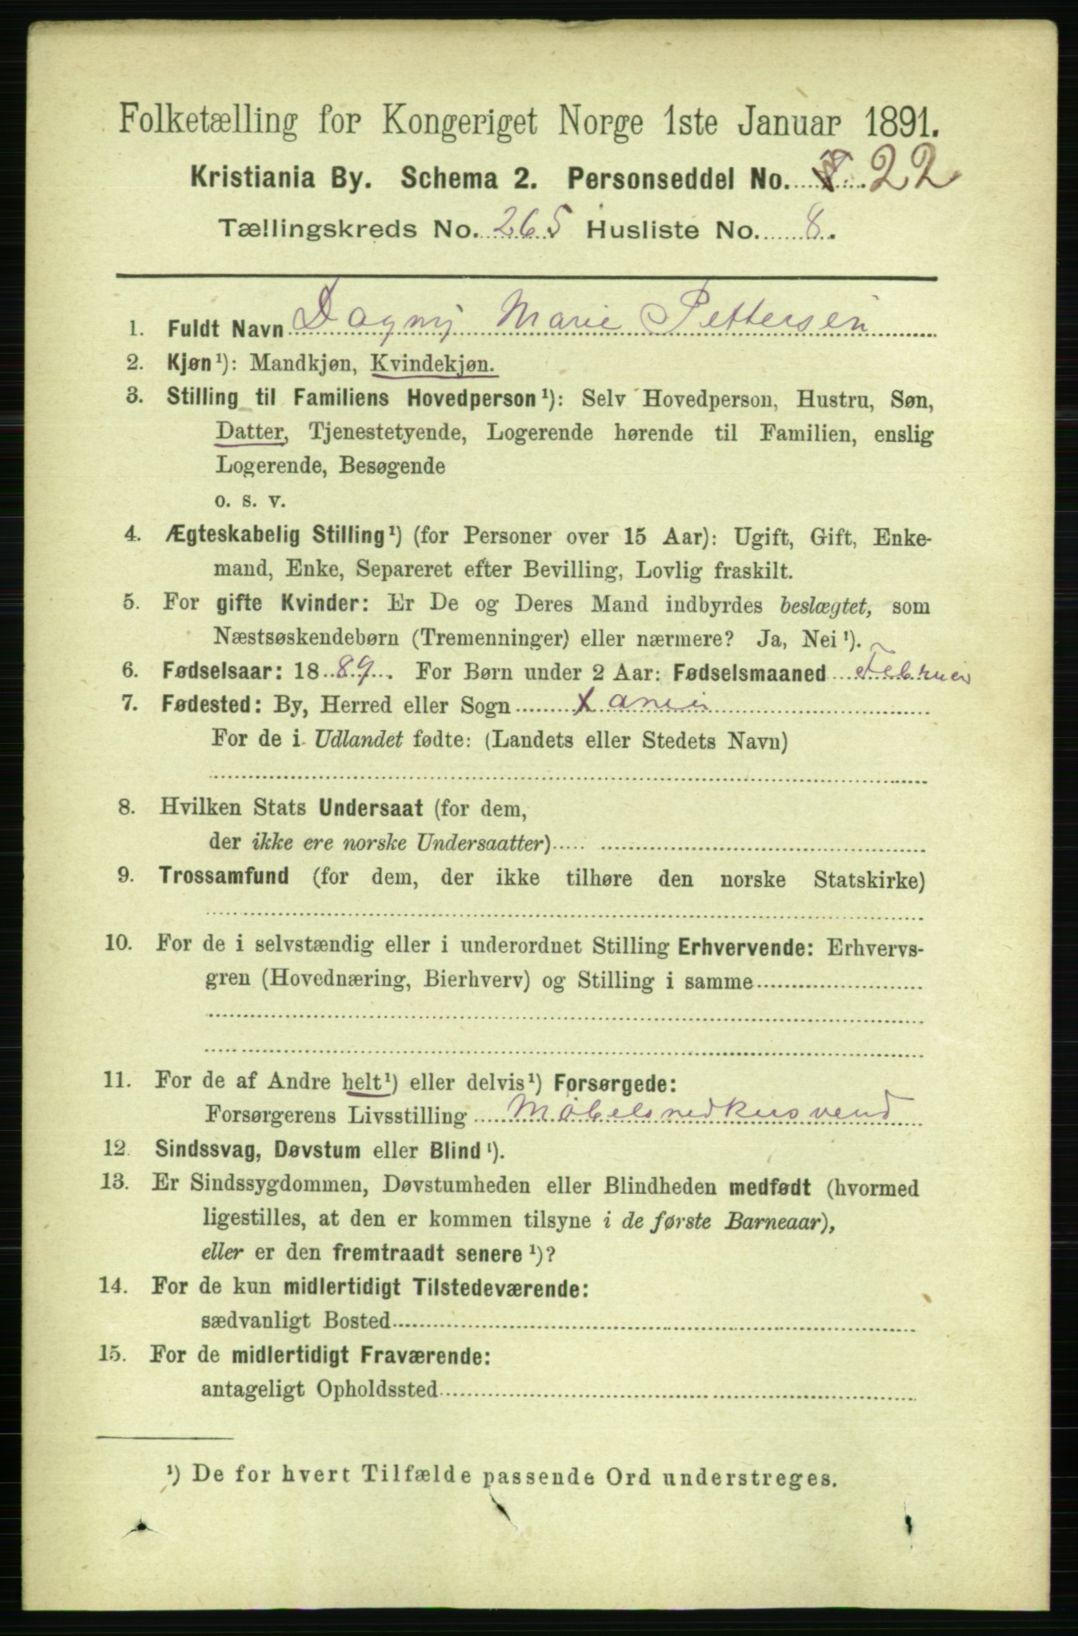 Folketælling for Kongeriget Norge 1ste Januar 1891.
Kristiania By. Schema 2. Personseddel No. 22
Tællingskreds No. 265 Husliste No. 8.
1. Fuldt Navn Dagny Marie Pettersen
2. Kjøn¹): Mandkjøn, Kvindekjøn.
3. Stilling til Familiens Hovedperson¹): Selv Hovedperson, Hustru, Søn,
Datter, Tjenestetyende, Logerende hørende til Familien, enslig
Logerende, Besøgende
o. s. v.
4. Ægteskabelig Stilling¹) (for Personer over 15 Aar): Ugift, Gift, Enke-
mand, Enke, Separeret efter Bevilling, Lovlig fraskilt.
5. For gifte Kvinder: Er De og Deres Mand indbyrdes beslægtet, som
Næstsøskendebørn (Tremenninger) eller nærmere? Ja, Nei¹).
6. Fødselsaar: 1889. For Børn under 2 Aar: Fødselsmaaned Februar
7. Fødested: By, Herred eller Sogn
For de i Udlandet fødte: (Landets eller Stedets Navn)
8. Hvilken Stats Undersaat (for dem,
der ikke ere norske Undersaatter)
9. Trossamfund (for dem, der ikke tilhøre den norske Statskirke)
10. For de i selvstændig eller i underordnet Stilling Erhvervende: Erhvervs-
gren (Hovednæring, Bierhverv) og Stilling i samme
11. For de af Andre helt¹) eller delvis¹) Forsørgede:
Forsørgerens Livsstilling Møbelsnedkersvend
12. Sindssvag, Døvstum eller Blind¹).
13. Er Sindssygdommen, Døvstumheden eller Blindheden medfødt (hvormed
ligestilles, at den er kommen tilsyne i de første Barneaar),
eller er den fremtraadt senere¹)?
14. For de kun midlertidigt Tilstedeværende:
sædvanligt Bosted
15. For de midlertidigt Fraværende:
antageligt Opholdssted
¹) De for hvert Tilfælde passende Ord understreges.